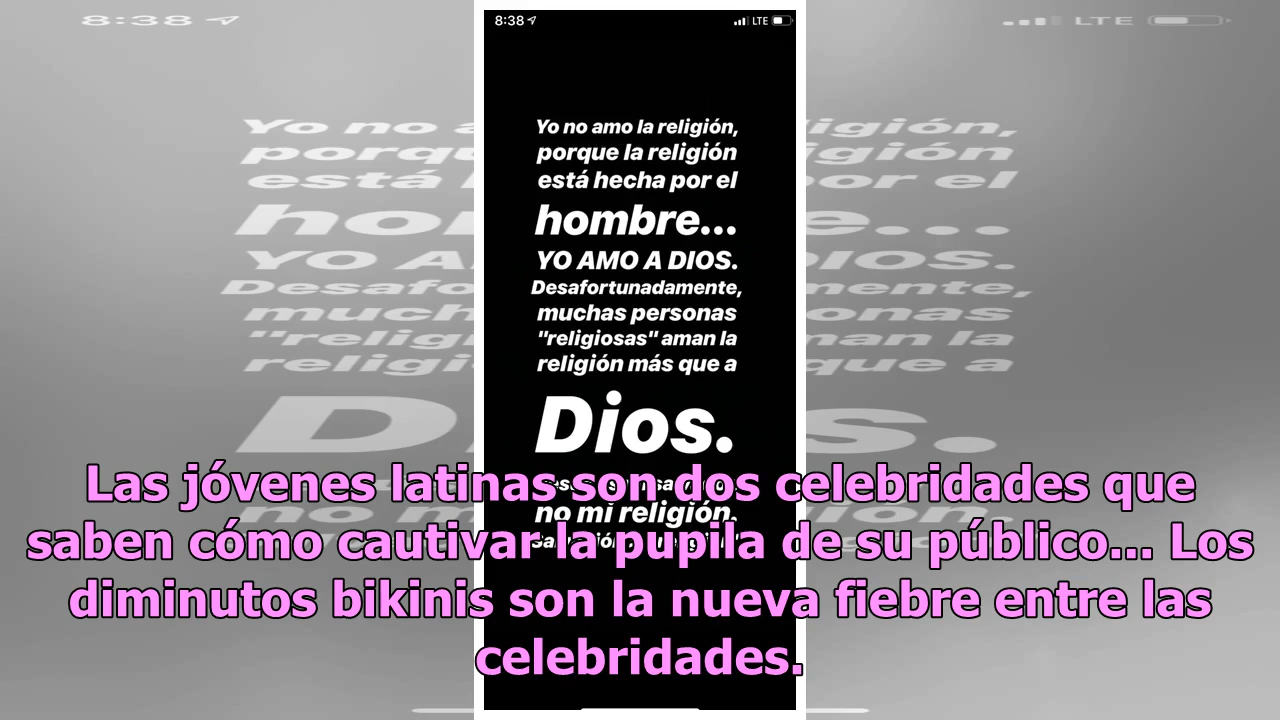 8:38
LTE
Yo no amo la religión,
porque la religión
está hecha por el
hombre...
YO AMO A DIOS.
Desafortunadamente,
muchas personas
"religiosas" aman la
religión más que a
Dios.
no mi religión.
Las jóvenes latinas son dos celebridades que
saben cómo cautivar la pupila de su público... Los
diminutos bikinis son la nueva fiebre entre las
celebridades.